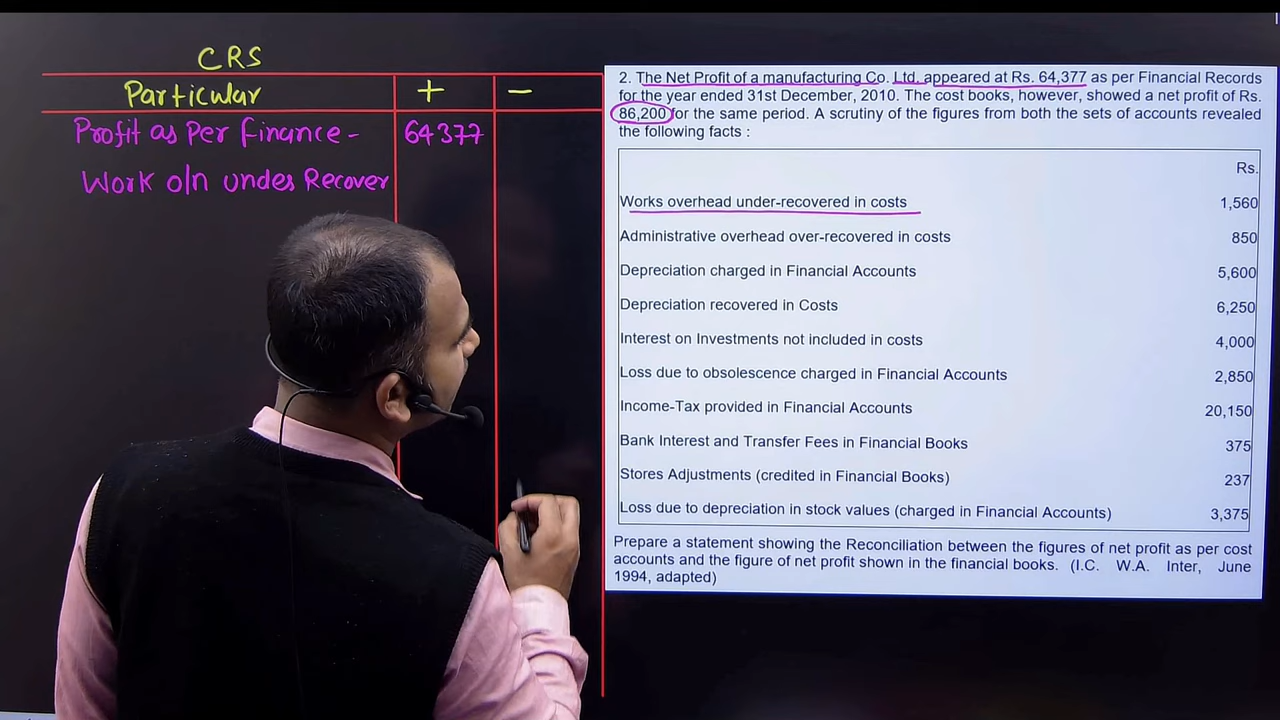 CRS
Particular + -
Profit as Per Finance - 64377
Work o/n under Recover
2. The Net Profit of a manufacturing Co. Ltd. appeared at Rs. 64,377 as per Financial Records
for the year ended 31st December, 2010. The cost books, however, showed a net profit of Rs.
86,200 for the same period. A scrutiny of the figures from both the sets of accounts revealed
the following facts :
Rs.
Works overhead under-recovered in costs 1,560
Administrative overhead over-recovered in costs 850
Depreciation charged in Financial Accounts 5,600
Depreciation recovered in Costs 6,250
Interest on Investments not included in costs 4,000
Loss due to obsolescence charged in Financial Accounts 2,850
Income-Tax provided in Financial Accounts 20,150
Bank Interest and Transfer Fees in Financial Books 375
Stores Adjustments (credited in Financial Books) 237
Loss due to depreciation in stock values (charged in Financial Accounts) 3,375
Prepare a statement showing the Reconciliation between the figures of net profit as per cost
accounts and the figure of net profit shown in the financial books. (I.C. W.A. Inter, June
1994, adapted)